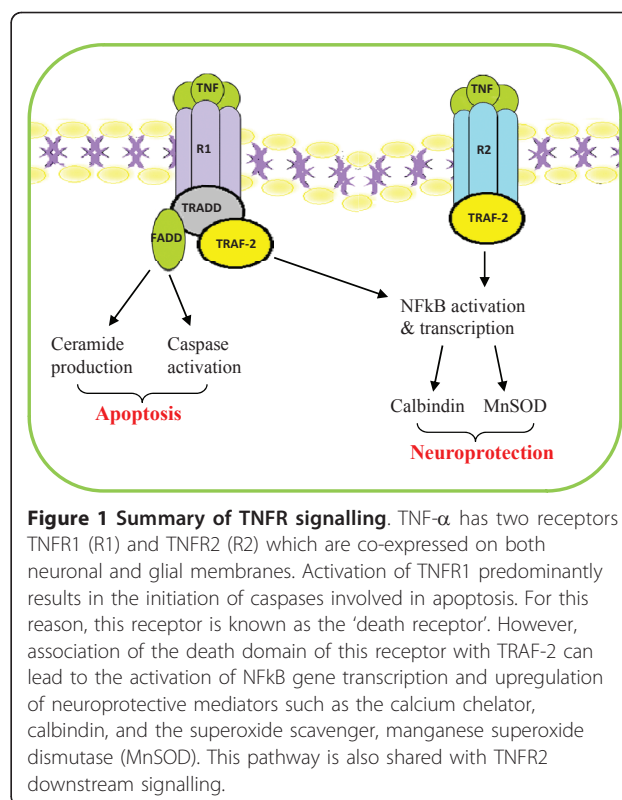 TNF
TNF
R1
R2
TRADD
FADD
TRAF-2
TRAF-2
NFkB activation
& transcription
Ceramide
production
Caspase
activation
Apoptosis
Calbindin
MnSOD
Neuroprotection
Figure 1 Summary of TNFR signalling. TNF-α has two receptors
TNFR1 (R1) and TNFR2 (R2) which are co-expressed on both
neuronal and glial membranes. Activation of TNFR1 predominantly
results in the initiation of caspases involved in apoptosis. For this
reason, this receptor is known as the ‘death receptor’. However,
association of the death domain of this receptor with TRAF-2 can
lead to the activation of NFkB gene transcription and upregulation
of neuroprotective mediators such as the calcium chelator,
calbindin, and the superoxide scavenger, manganese superoxide
dismutase (MnSOD). This pathway is also shared with TNFR2
downstream signalling.